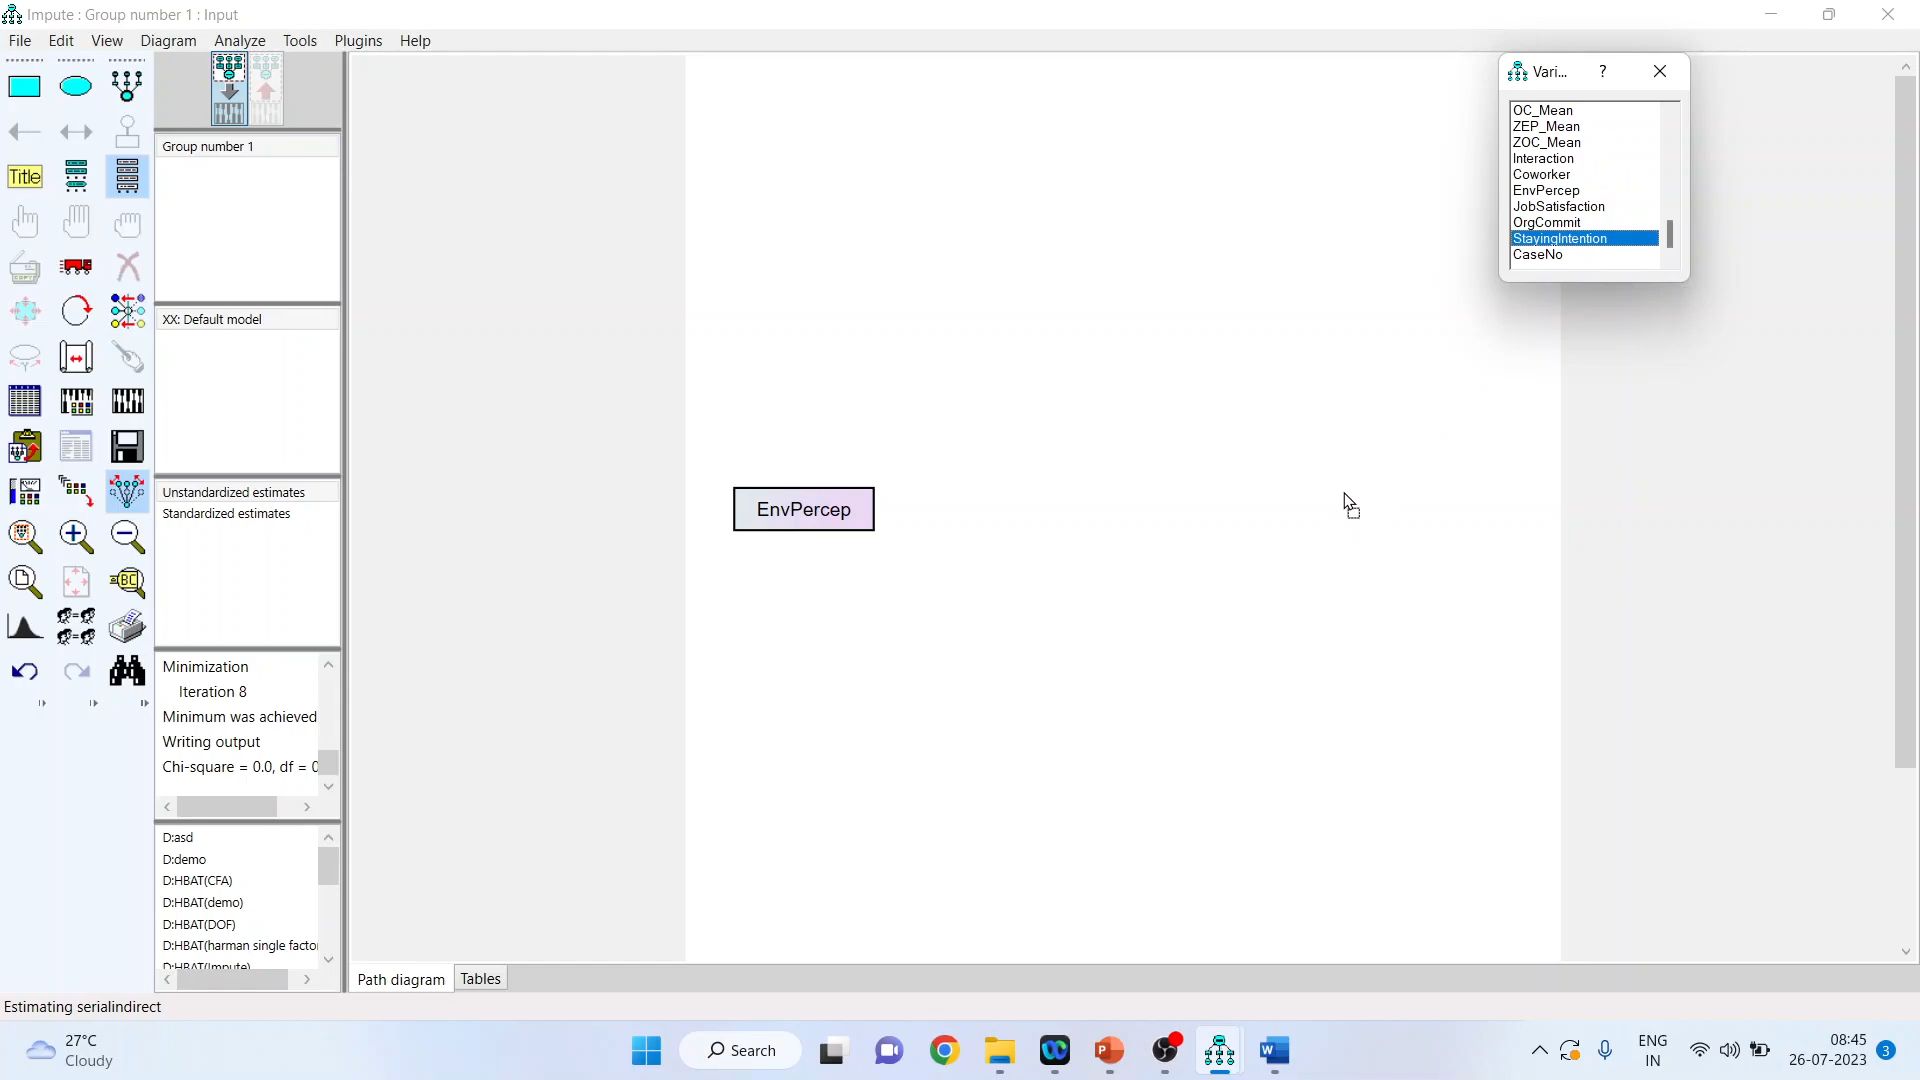 Impute : Group number 1 : Input
File Edit View Diagram Analyze Tools Plugins Help
Title
Group number 1
XX: Default model
Unstandardized estimates
Standardized estimates
Minimization
Iteration 8
Minimum was achieved
Writing output
Chi-square = 0.0, df = 0
D:asd
D:demo
D:HBAT(CFA)
D:HBAT(demo)
D:HBAT(DOF)
D:HBAT(harman single factor
D:HBAT(Impute)
EnvPercep
Vari... ?
OC_Mean
ZEP_Mean
ZOC_Mean
Interaction
Coworker
EnvPercep
JobSatisfaction
OrgCommit
StayingIntention
CaseNo
Path diagram Tables
Estimating serialindirect
27°C
Cloudy
Search
ENG
IN
08:45
26-07-2023
3